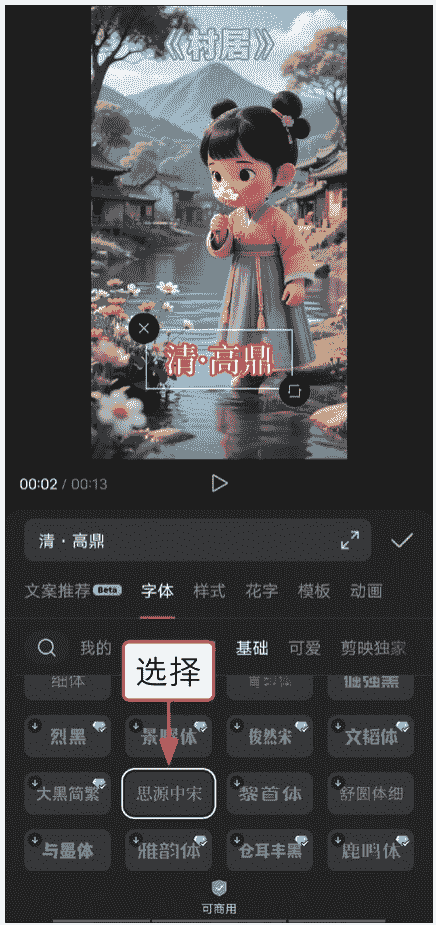 《村居》
清·高鼎
00:02 / 00:13
清·高鼎
文案推荐 Beta 字体 样式 花字 模板 动画
我的 基础 可爱 剪映独家
选择
细体 倔强黑
烈黑 俊然宋 文韬体
大黑简繁 思源中宋 黎首体 舒圆体细
与墨体 雅韵体 仓耳丰黑 鹿鸣体
可商用